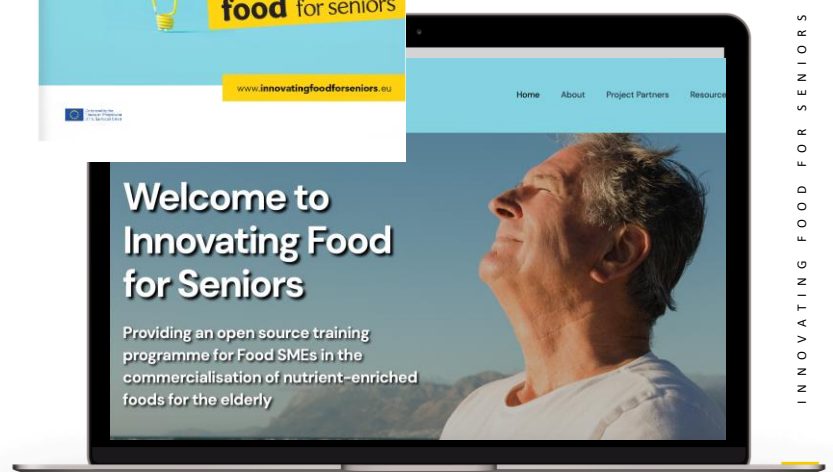 food for seniors
www.innovatingfoodforseniors.eu
Home About Project Partners Resource
Welcome to
Innovating Food
for Seniors
Providing an open source training
programme for Food SMEs in the
commercialisation of nutrient-enriched
foods for the elderly
INNOVATING FOOD FOR SENIORS